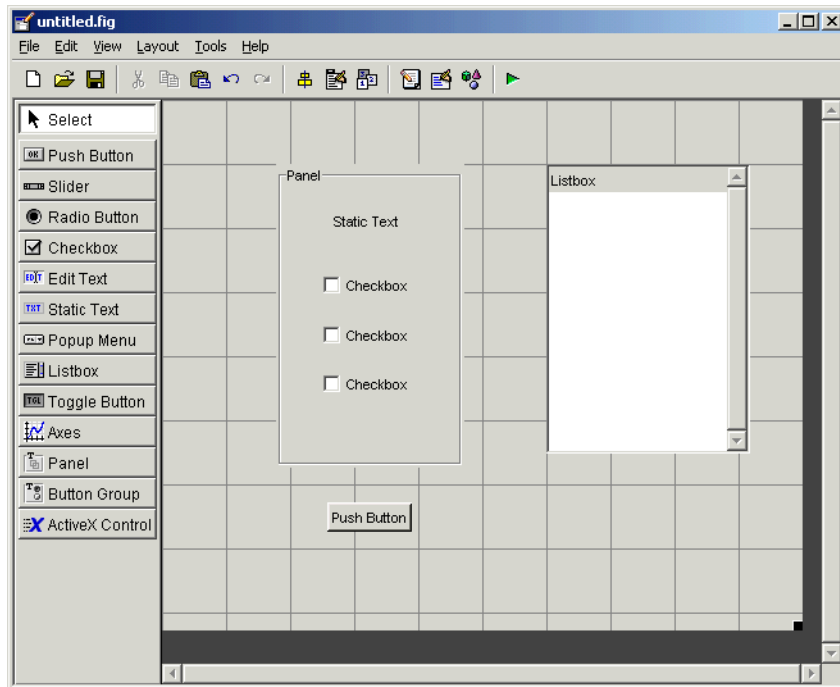 untitled.fig
File Edit View Layout Tools Help
Select
Push Button
Slider
Radio Button
Checkbox
Edit Text
Static Text
Popup Menu
Listbox
Toggle Button
Axes
Panel
Button Group
ActiveX Control
Panel
Static Text
Checkbox
Checkbox
Checkbox
Push Button
Listbox